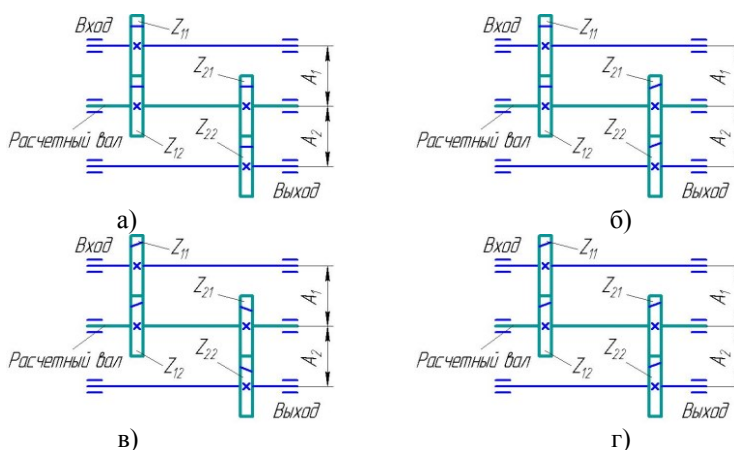 Вход
Z11
Z21
A1
Расчетный вал
Z12
Z22
A2
Выход
а)
Вход
Z11
Z21
A1
Расчетный вал
Z12
Z22
A2
Выход
б)
Вход
Z11
Z21
A1
Расчетный вал
Z12
Z22
A2
Выход
в)
Вход
Z11
Z21
A1
Расчетный вал
Z12
Z22
A2
Выход
г)